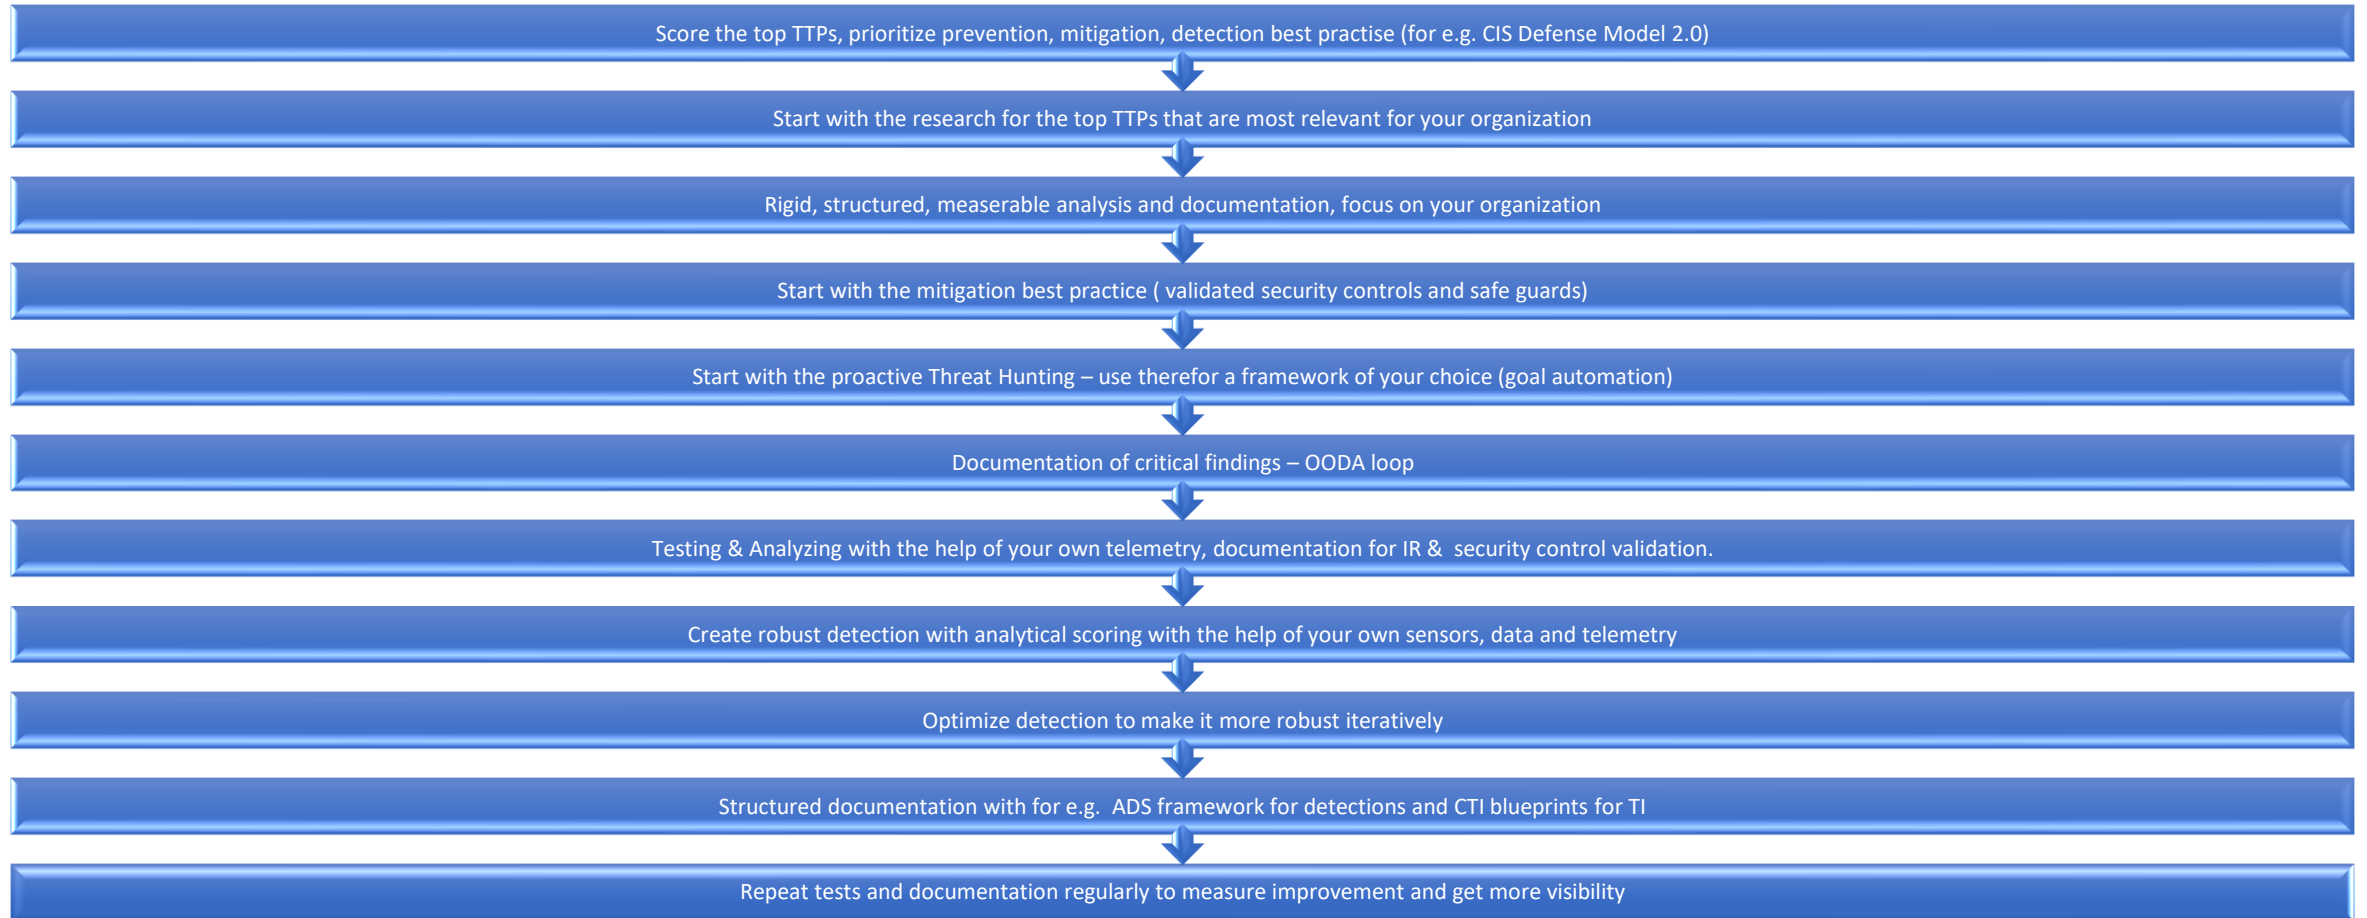 Score the top TTPs, prioritize prevention, mitigation, detection best practise (for e.g. CIS Defense Model 2.0)
Start with the research for the top TTPs that are most relevant for your organization
Rigid, structured, measerable analysis and documentation, focus on your organization
Start with the mitigation best practice ( validated security controls and safe guards)
Start with the proactive Threat Hunting – use therefor a framework of your choice (goal automation)
Documentation of critical findings – OODA loop
Testing & Analyzing with the help of your own telemetry, documentation for IR &  security control validation.
Create robust detection with analytical scoring with the help of your own sensors, data and telemetry
Optimize detection to make it more robust iteratively
Structured documentation with for e.g.  ADS framework for detections and CTI blueprints for TI
Repeat tests and documentation regularly to measure improvement and get more visibility